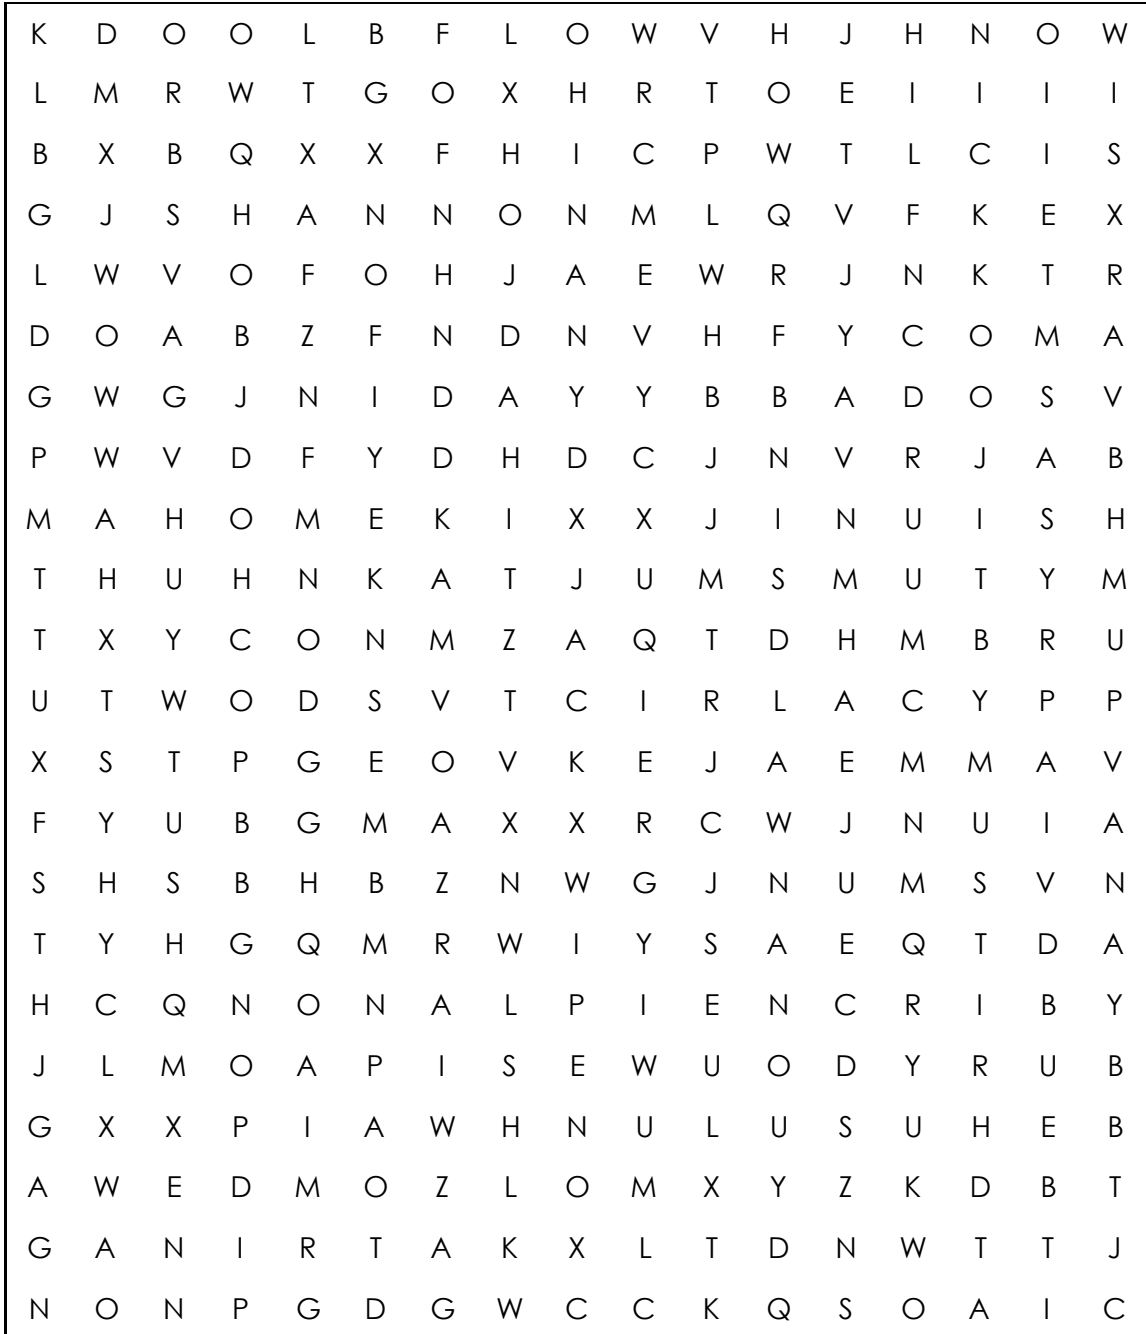 K D O O L B F L O W V H J H N O W
L M R W T G O X H R T O E I I I I
B X B Q X X F H I C P W T L C I S
G J S H A N N O N M L Q V F K E X
L W V O F O H J A E W R J N K T R
D O A B Z F N D N V H F Y C O M A
G W G J N I D A Y Y B B A D O S V
P W V D F Y D H D C J N V R J A B
M A H O M E K I X X J I N U I S H
T H U H N K A T J U M S M U T Y M
T X Y C O N M Z A Q T D H M B R U
U T W O D S V T C I R L A C Y P P
X S T P G E O V K E J A E M M A V
F Y U B G M A X X R C W J N U I A
S H S B H B Z N W G J N U M S V N
T Y H G Q M R W I Y S A E Q T D A
H C Q N O N A L P I E N C R I B Y
J L M O A P I S E W U O D Y R U B
G X X P I A W H N U L U S U H E B
A W E D M O Z L O M X Y Z K D B T
G A N I R T A K X L T D N W T T J
N O N P G D G W C C K Q S O A I C